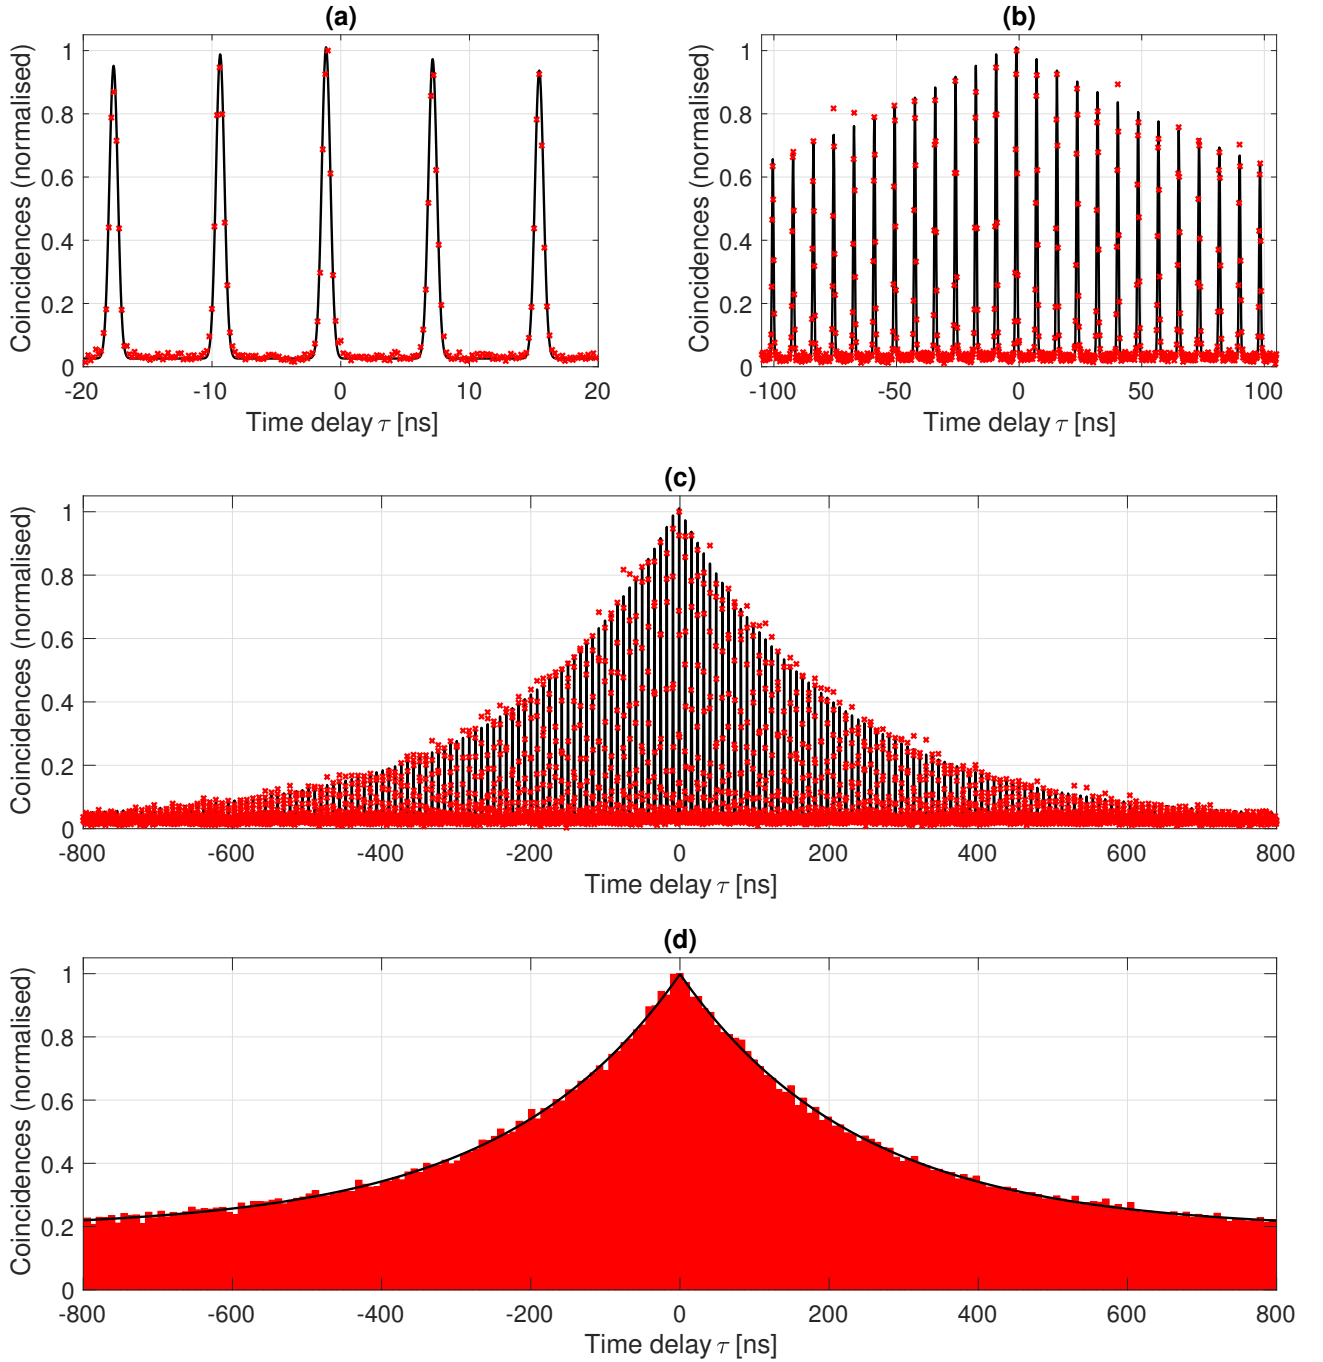 (a)
Coincidences (normalised)
1
0.8
0.6
0.4
0.2
0
-20 -10 0 10 20
Time delay τ [ns]
(b)
Coincidences (normalised)
1
0.8
0.6
0.4
0.2
0
-100 -50 0 50 100
Time delay τ [ns]
(c)
Coincidences (normalised)
1
0.8
0.6
0.4
0.2
0
-800 -600 -400 -200 0 200 400 600 800
Time delay τ [ns]
(d)
Coincidences (normalised)
1
0.8
0.6
0.4
0.2
0
-800 -600 -400 -200 0 200 400 600 800
Time delay τ [ns]